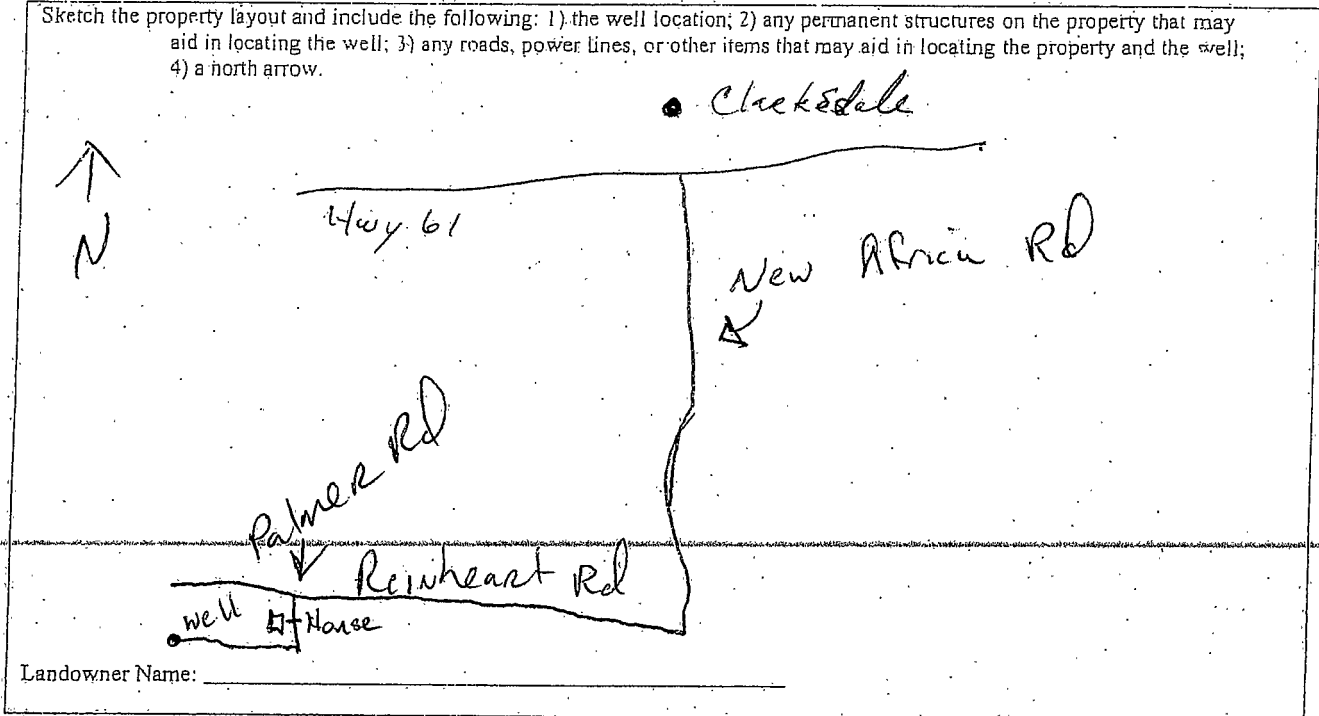 Sketch the property layout and include the following: 1) the well location; 2) any permanent structures on the property that may
aid in locating the well; 3) any roads, power lines, or other items that may aid in locating the property and the well;
4) a north arrow.
Clarksdale
N
Hwy 61
New Africa Rd
Palmer Rd
Reinheart Rd
well
House
Landowner Name: